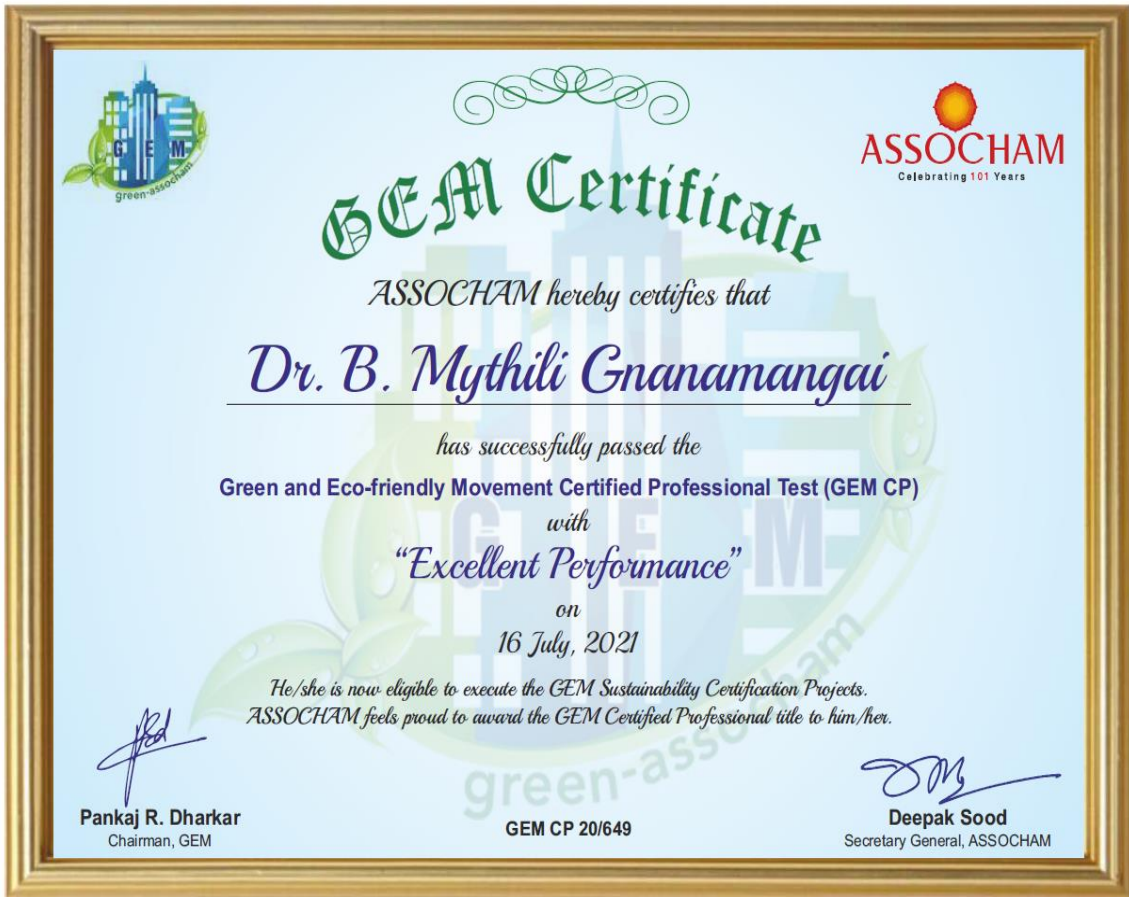 GEM
green-assocham
ASSOCHAM
Celebrating 101 Years
GEM Certificate
ASSOCHAM hereby certifies that
Dr. B. Mythili Gnanamangai
has successfully passed the
Green and Eco-friendly Movement Certified Professional Test (GEM CP)
with
“Excellent Performance”
on
16 July, 2021
He/she is now eligible to execute the GEM Sustainability Certification Projects.
ASSOCHAM feels proud to award the GEM Certified Professional title to him/her.
GEM
green-assocham
Pankaj R. Dharkar
Chairman, GEM
GEM CP 20/649
Deepak Sood
Secretary General, ASSOCHAM